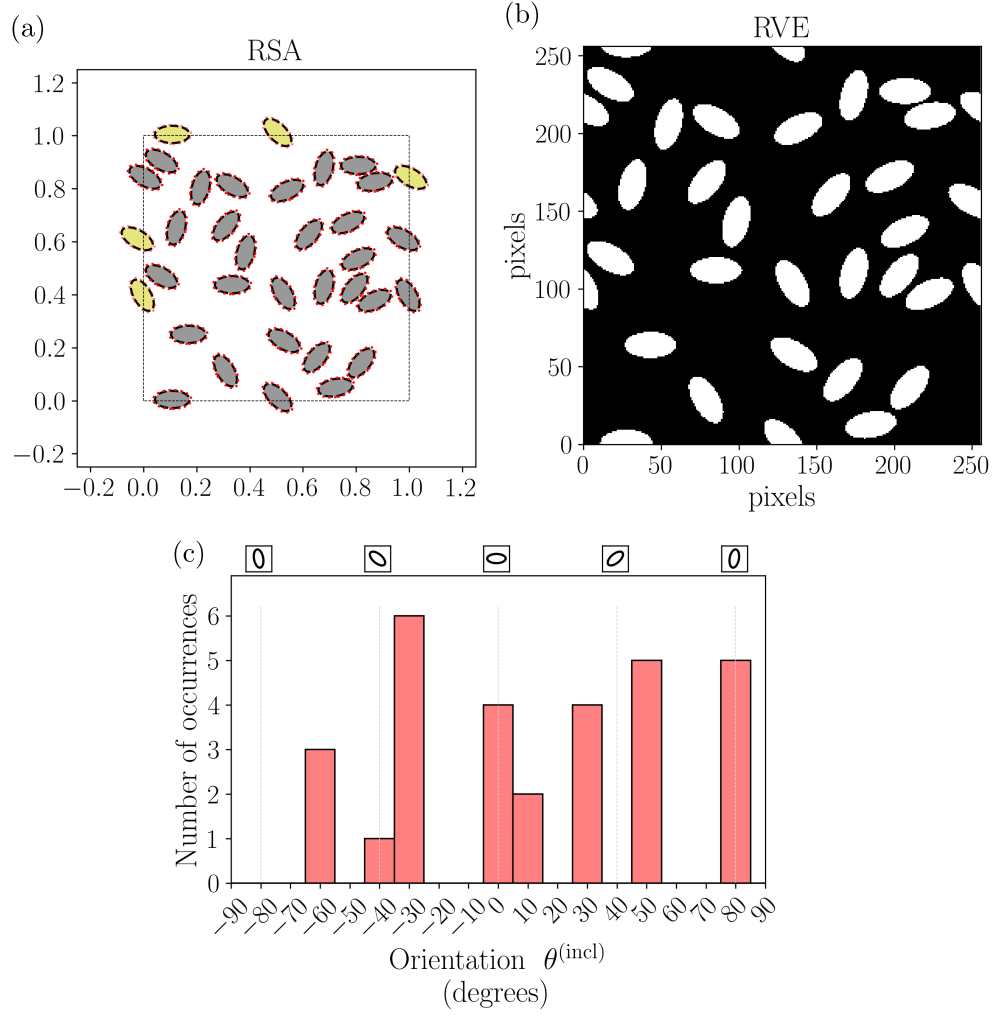 (a)
RSA
1.2
1.0
0.8
0.6
0.4
0.2
0.0
−0.2
−0.2 0.0 0.2 0.4 0.6 0.8 1.0 1.2
(b)
RVE
250
200
150
100
50
0
pixels
0 50 100 150 200 250
pixels
(c)
6
5
4
3
2
1
0
Number of occurrences
−90 −80 −70 −60 −50 −40 −30 −20 −10 0 10 20 30 40 50 60 70 80 90
Orientation θ^(incl)
(degrees)